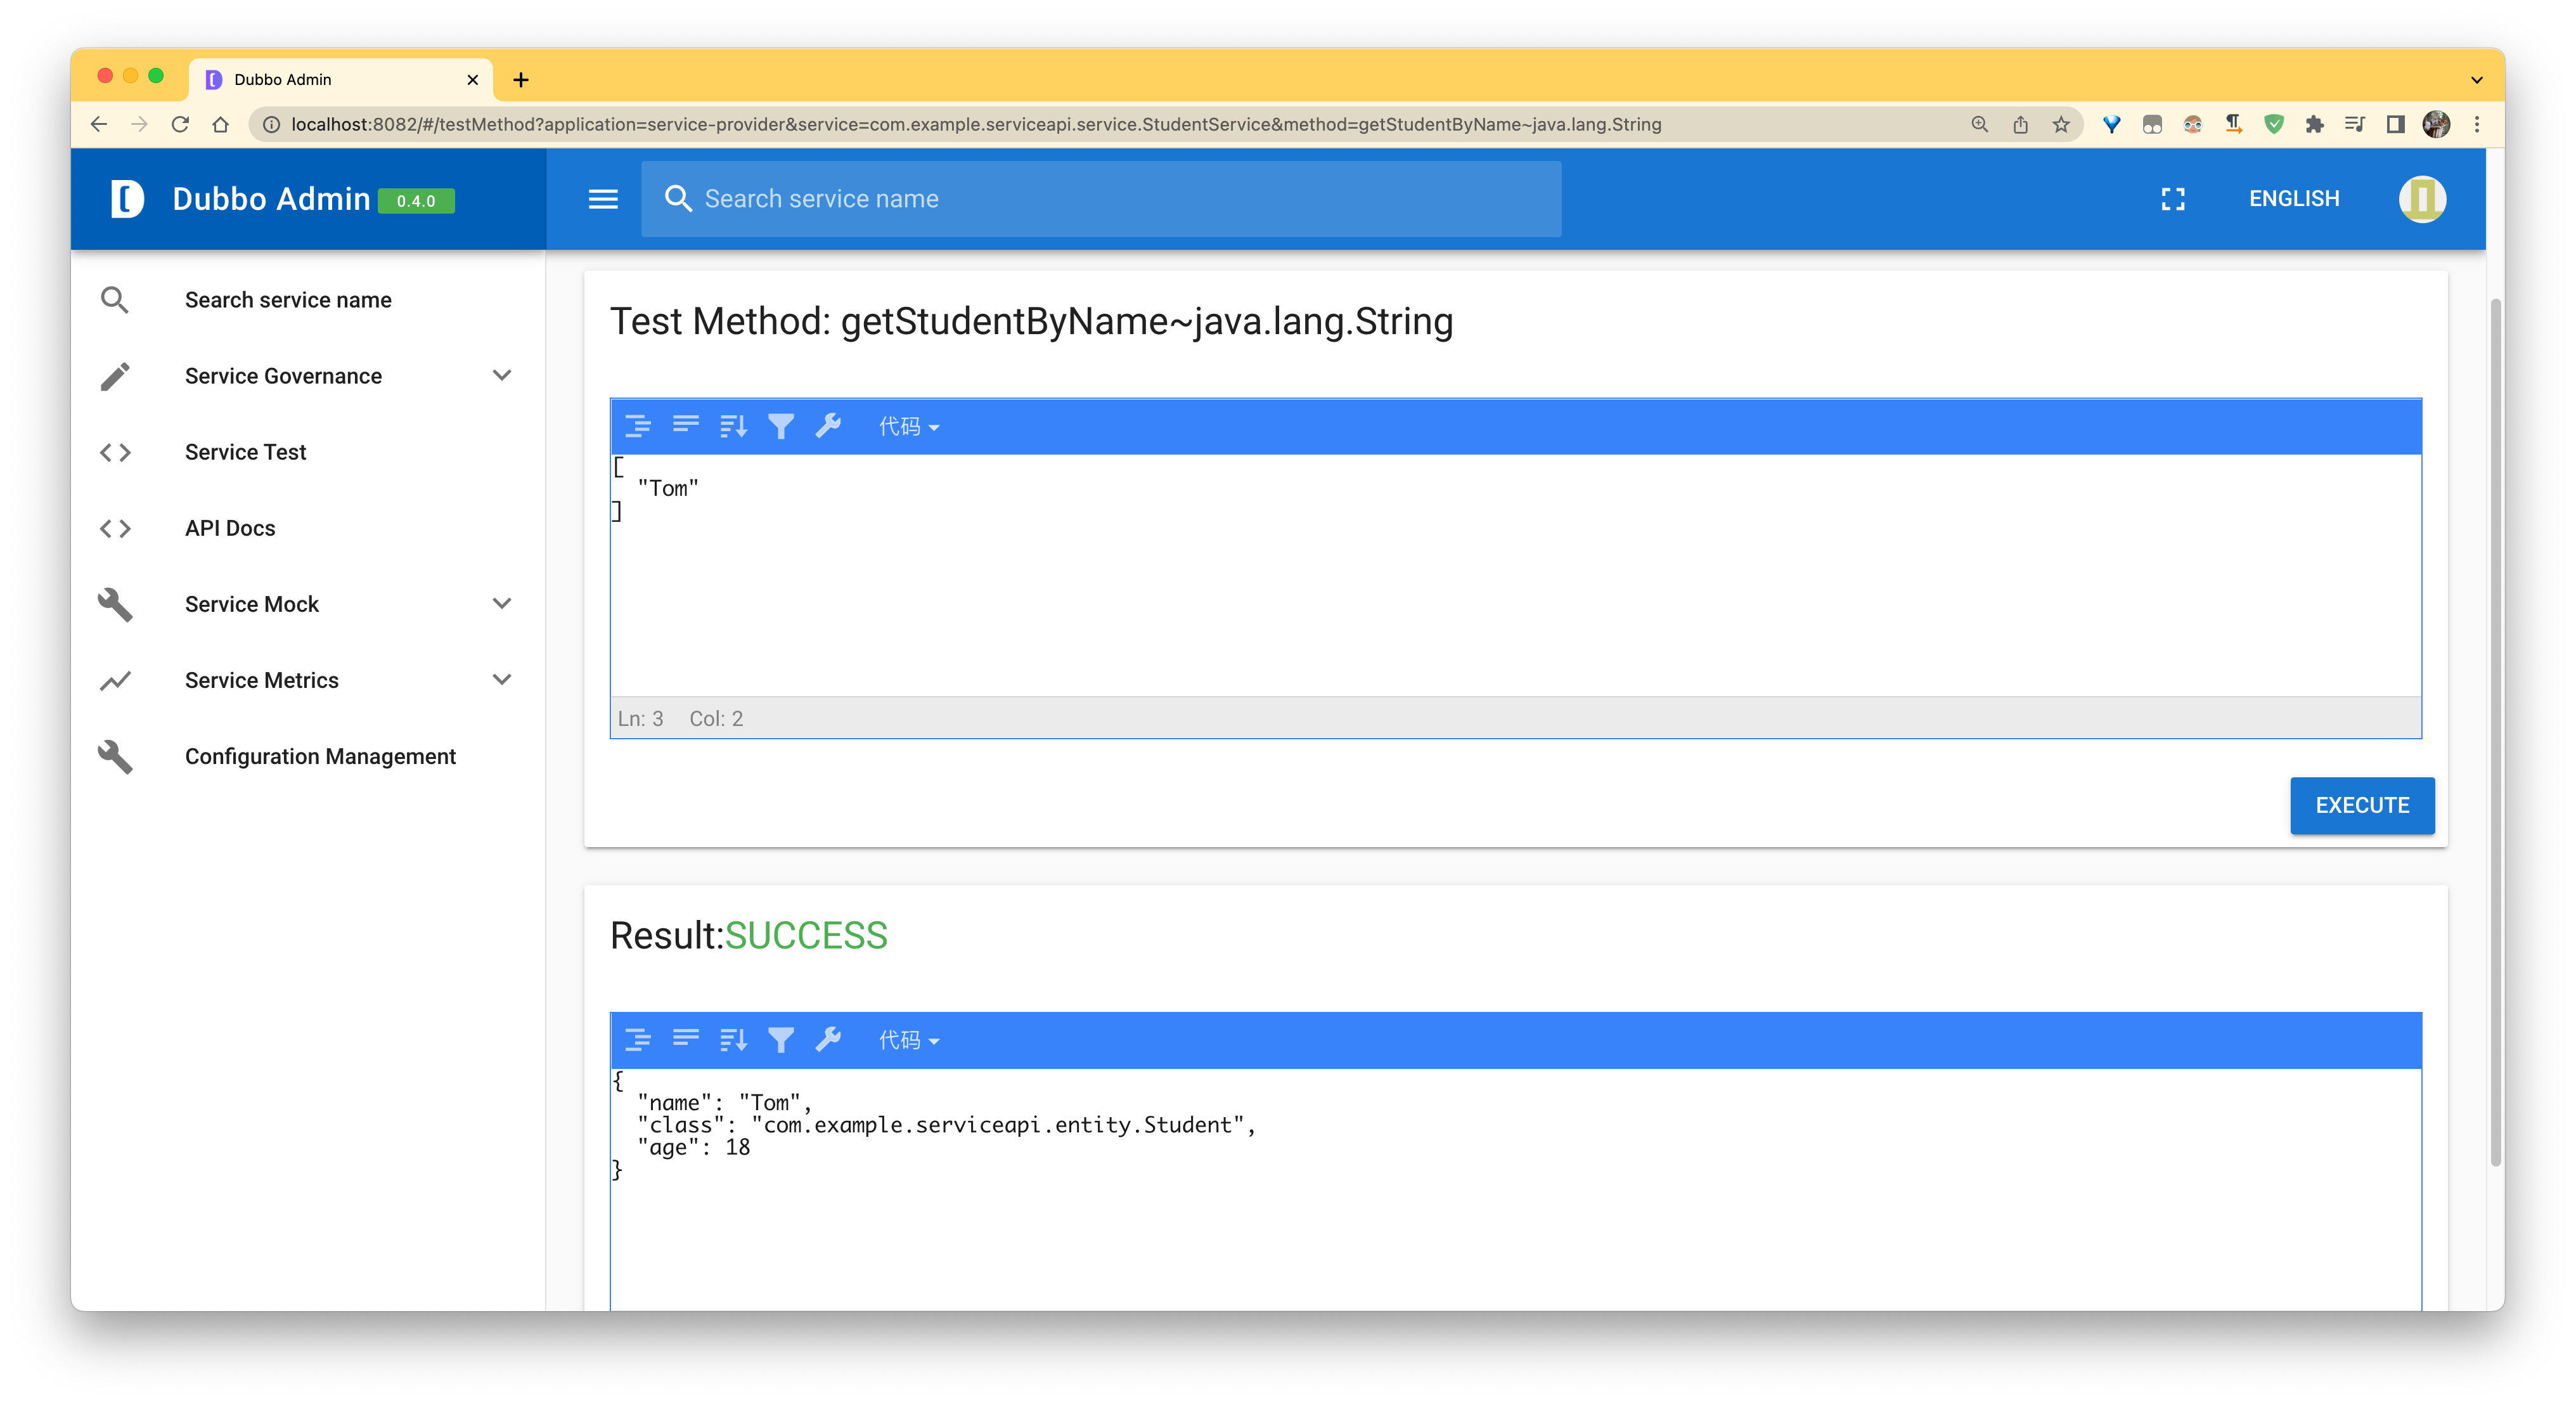 Dubbo Admin
localhost:8082/#/testMethod?application=service-provider&service=com.example.serviceapi.service.StudentService&method=getStudentByName~java.lang.String
Dubbo Admin 0.4.0
Search service name
ENGLISH
Search service name
Service Governance
Service Test
API Docs
Service Mock
Service Metrics
Configuration Management
Test Method: getStudentByName~java.lang.String
代码
[
"Tom"
]
Ln: 3 Col: 2
EXECUTE
Result:SUCCESS
代码
{
"name": "Tom",
"class": "com.example.serviceapi.entity.Student",
"age": 18
}